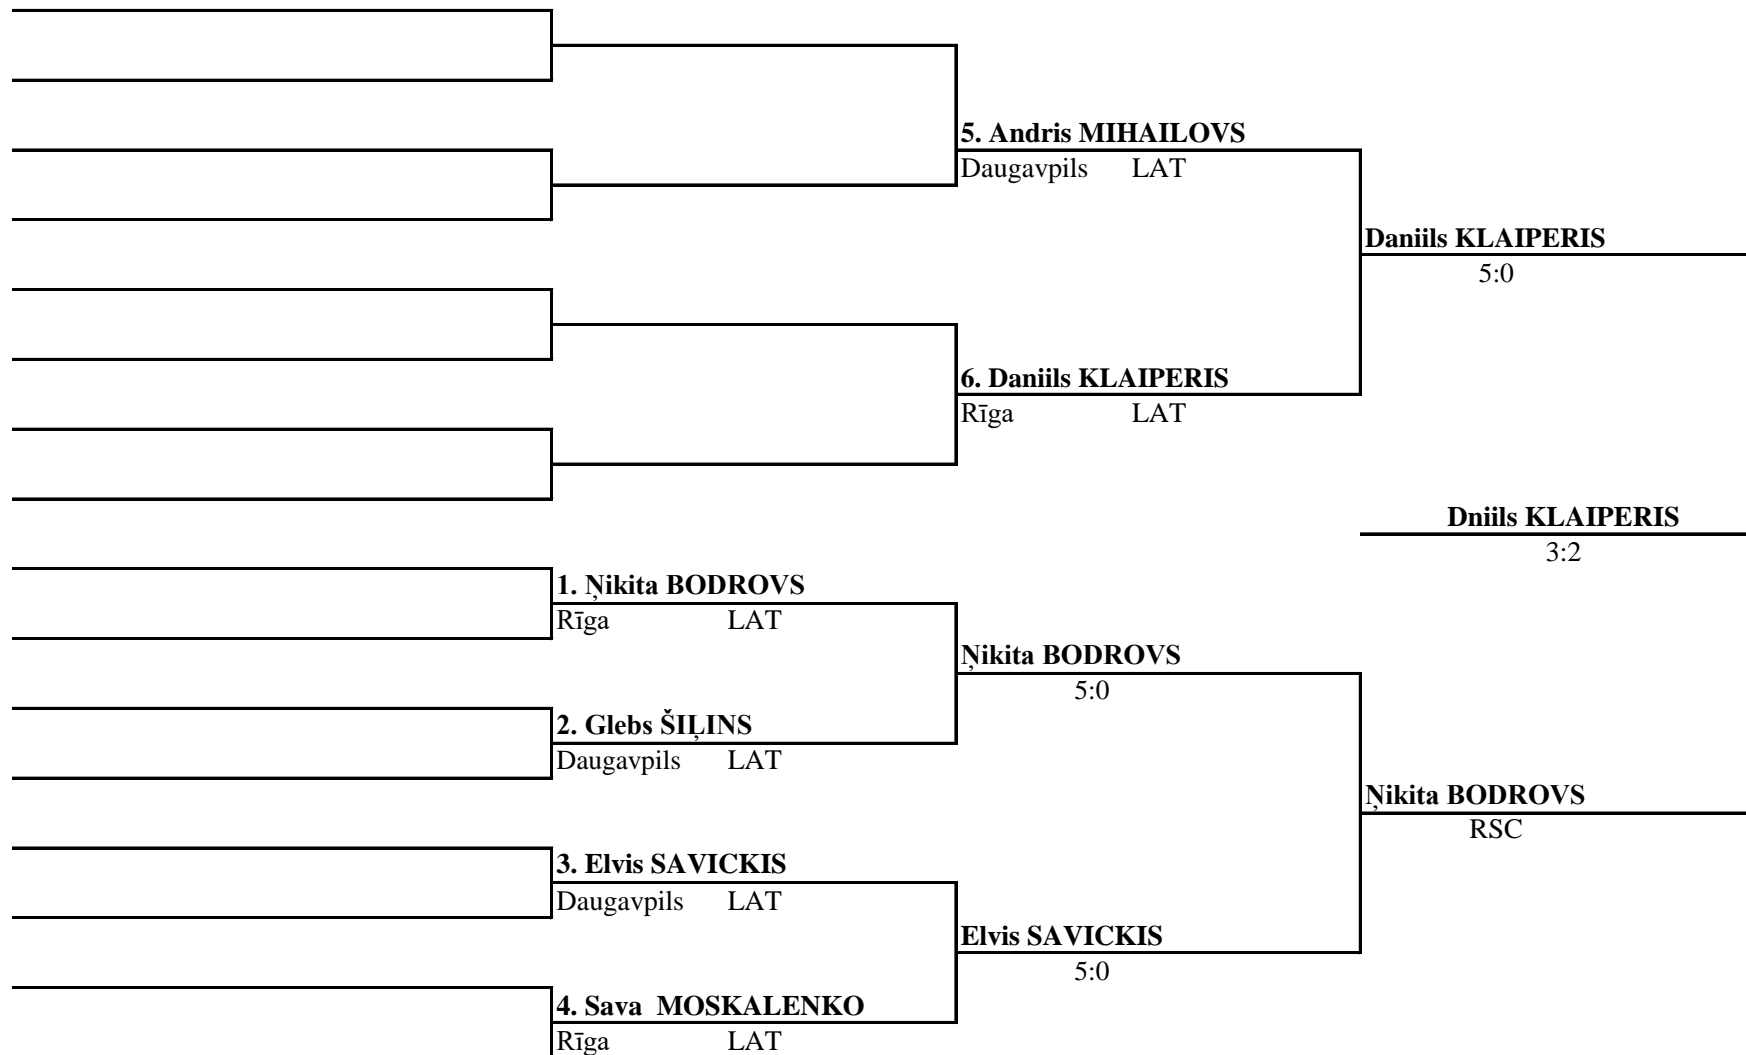 5. Andris MIHAILOVS
Daugavpils LAT
Daniils KLAIPERIS
5:0
6. Daniils KLAIPERIS
Rīga LAT
Dniils KLAIPERIS
3:2
1. Ņikita BODROVS
Rīga LAT
Ņikita BODROVS
5:0
2. Glebs ŠIĻINS
Daugavpils LAT
Ņikita BODROVS
RSC
3. Elvis SAVICKIS
Daugavpils LAT
Elvis SAVICKIS
5:0
4. Sava MOSKALENKO
Rīga LAT